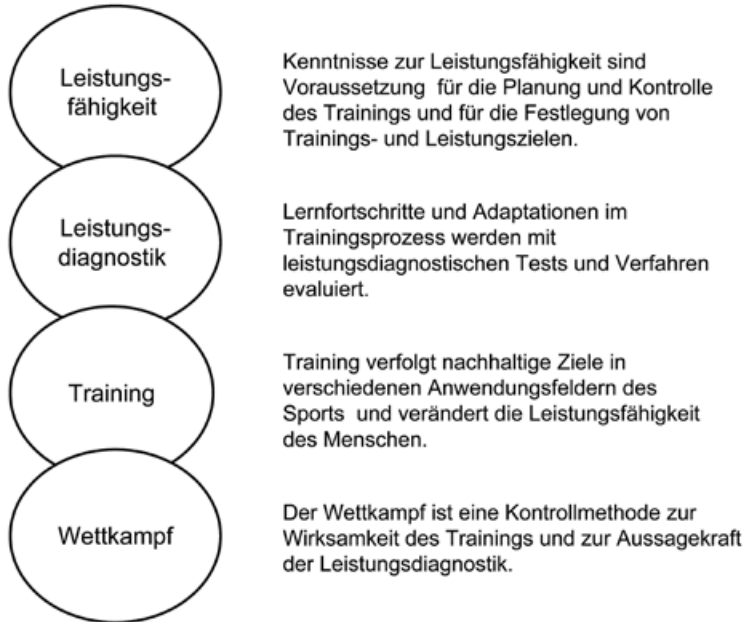 Leistungs-
fähigkeit
Kenntnisse zur Leistungsfähigkeit sind
Voraussetzung für die Planung und Kontrolle
des Trainings und für die Festlegung von
Trainings- und Leistungszielen.
Leistungs-
diagnostik
Lernfortschritte und Adaptationen im
Trainingsprozess werden mit
leistungsdiagnostischen Tests und Verfahren
evaluiert.
Training
Training verfolgt nachhaltige Ziele in
verschiedenen Anwendungsfeldern des
Sports und verändert die Leistungsfähigkeit
des Menschen.
Wettkampf
Der Wettkampf ist eine Kontrollmethode zur
Wirksamkeit des Trainings und zur Aussagekraft
der Leistungsdiagnostik.